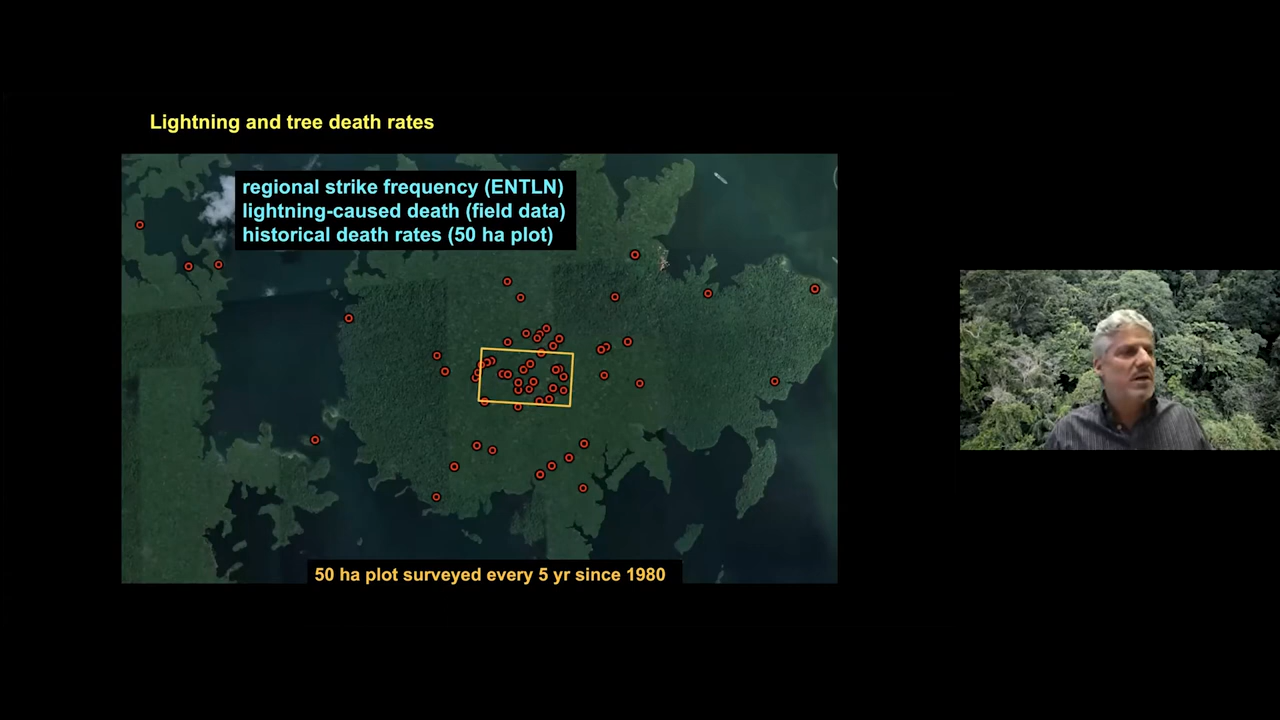 Lightning and tree death rates
regional strike frequency (ENTLN)
lightning-caused death (field data)
historical death rates (50 ha plot)
50 ha plot surveyed every 5 yr since 1980